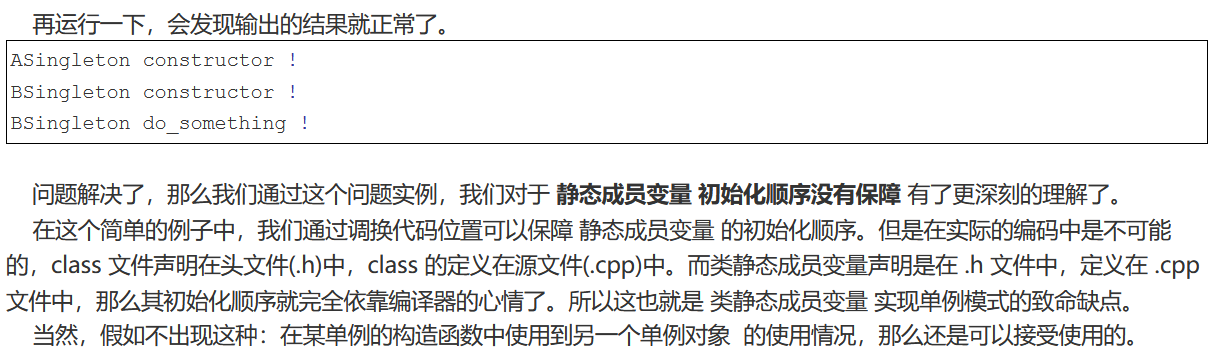 再运行一下，会发现输出的结果就正常了。
ASingleton constructor !
BSingleton constructor !
BSingleton do_something !
问题解决了，那么我们通过这个问题实例，我们对于 静态成员变量 初始化顺序没有保障 有了更深刻的理解了。
在这个简单的例子中，我们通过调换代码位置可以保障 静态成员变量 的初始化顺序。但是在实际的编码中是不可能
的，class 文件声明在头文件(.h)中，class 的定义在源文件(.cpp)中。而类静态成员变量声明是在 .h 文件中，定义在 .cpp
文件中，那么其初始化顺序就完全依靠编译器的心情了。所以这也就是 类静态成员变量 实现单例模式的致命缺点。
当然，假如不出现这种：在某单例的构造函数中使用到另一个单例对象 的使用情况，那么还是可以接受使用的。